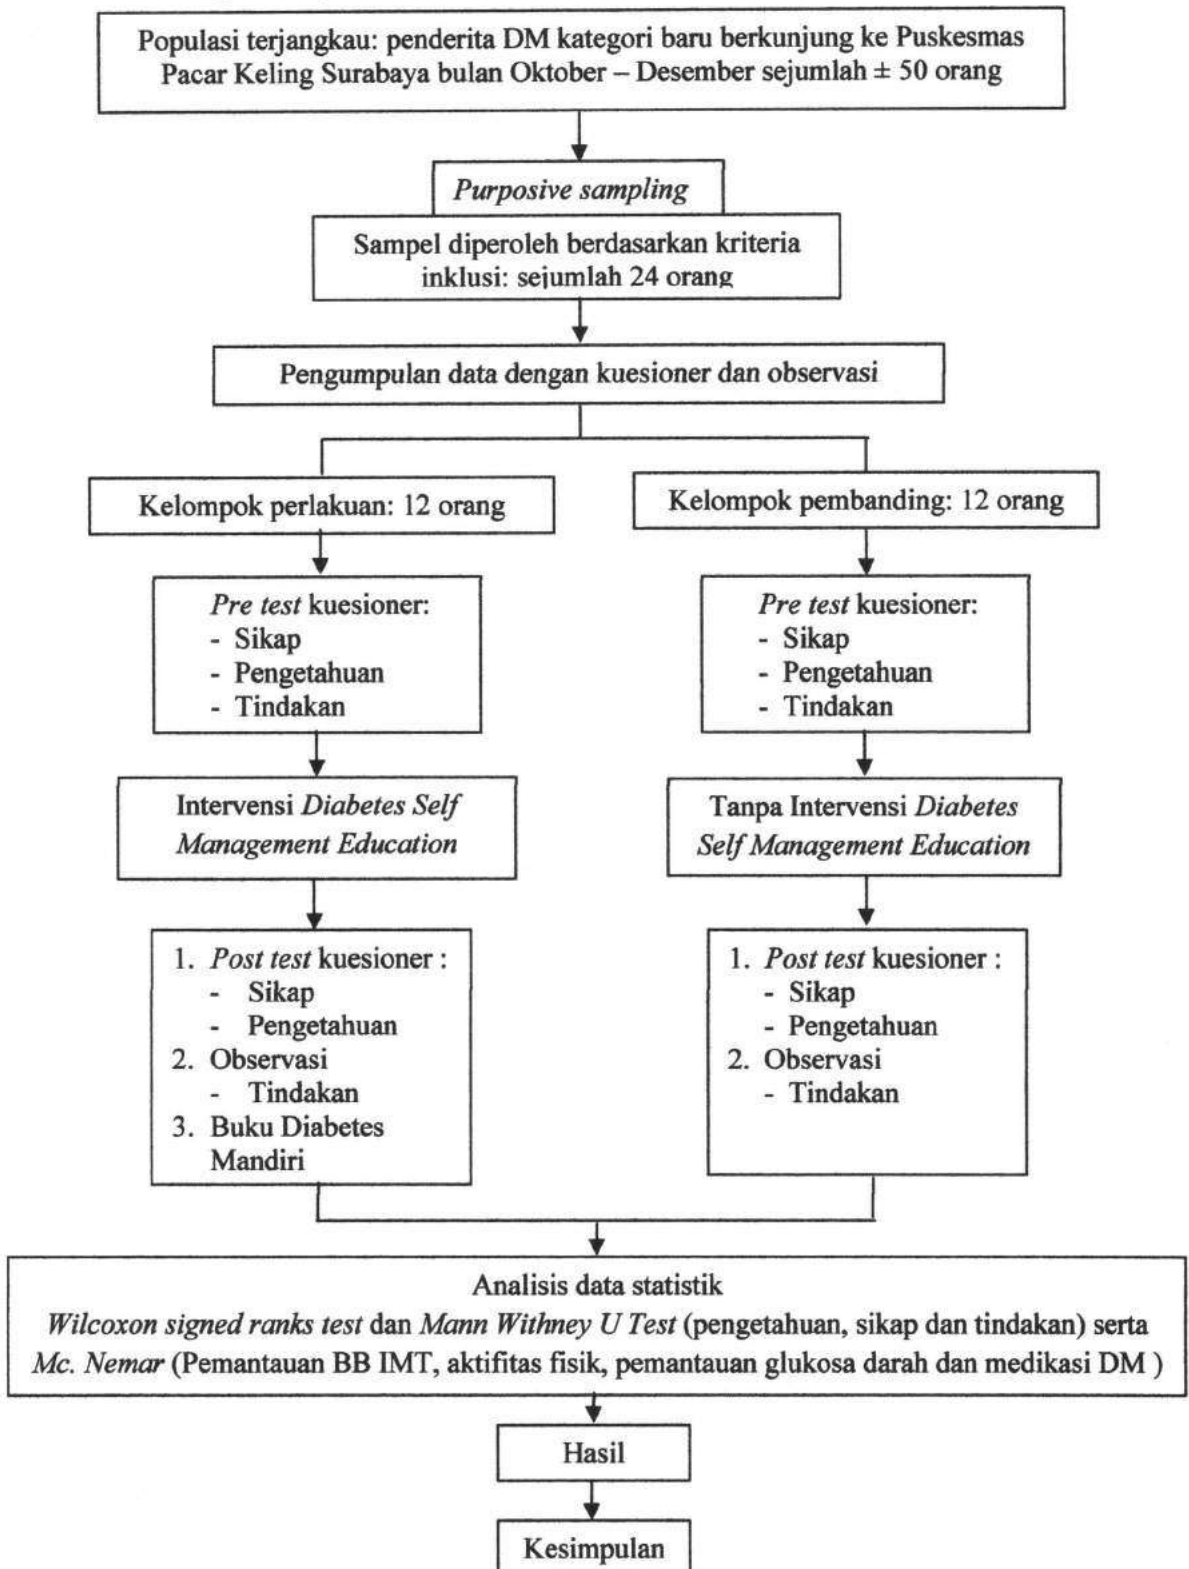 Populasi terjangkau: penderita DM kategori baru berkunjung ke Puskesmas
Pacar Keling Surabaya bulan Oktober – Desember sejumlah ± 50 orang
Purposive sampling
Sampel diperoleh berdasarkan kriteria
inklusi: sejumlah 24 orang
Pengumpulan data dengan kuesioner dan observasi
Kelompok perlakuan: 12 orang
Kelompok pembanding: 12 orang
Pre test kuesioner:
- Sikap
- Pengetahuan
- Tindakan
Pre test kuesioner:
- Sikap
- Pengetahuan
- Tindakan
Intervensi Diabetes Self
Management Education
Tanpa Intervensi Diabetes
Self Management Education
1. Post test kuesioner :
- Sikap
- Pengetahuan
2. Observasi
- Tindakan
3. Buku Diabetes
Mandiri
1. Post test kuesioner :
- Sikap
- Pengetahuan
2. Observasi
- Tindakan
Analisis data statistik
Wilcoxon signed ranks test dan Mann Withney U Test (pengetahuan, sikap dan tindakan) serta
Mc. Nemar (Pemantauan BB IMT, aktifitas fisik, pemantauan glukosa darah dan medikasi DM )
Hasil
Kesimpulan